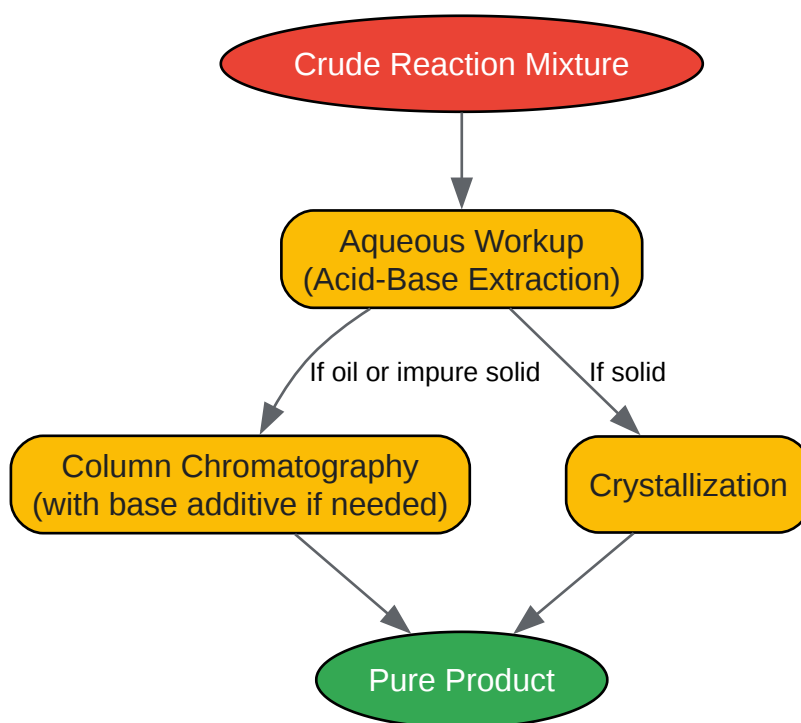 Crude Reaction Mixture
Aqueous Workup
(Acid-Base Extraction)
If oil or impure solid
If solid
Column Chromatography
(with base additive if needed)
Crystallization
Pure Product